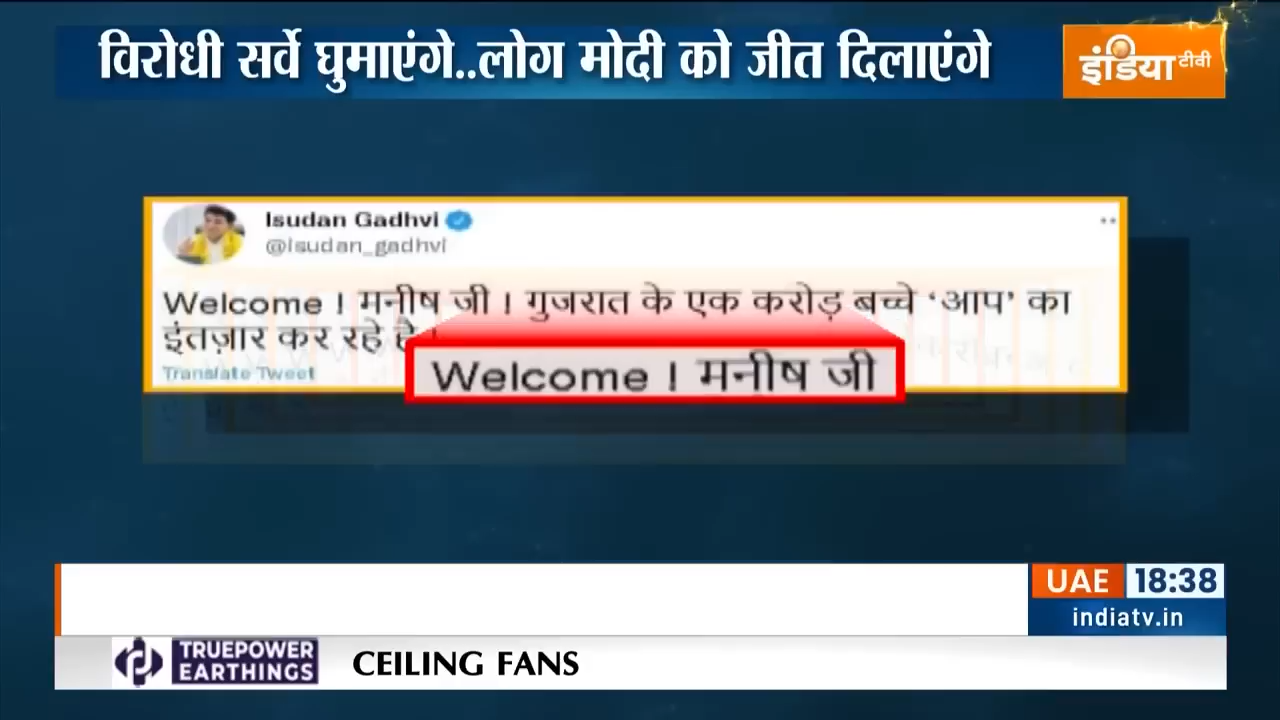 विरोधी सर्वे घुमाएंगे..लोग मोदी को जीत दिलाएंगे
इंडिया टीवी
Isudan Gadhvi
@isudan_gadhvi
Welcome ! मनीष जी । गुजरात के एक करोड़ बच्चे ‘आप’ का
इंतज़ार कर रहे है ।
Translate Tweet
Welcome ! मनीष जी
UAE 18:38
indiatv.in
TRUEPOWER
EARTHINGS
CEILING FANS